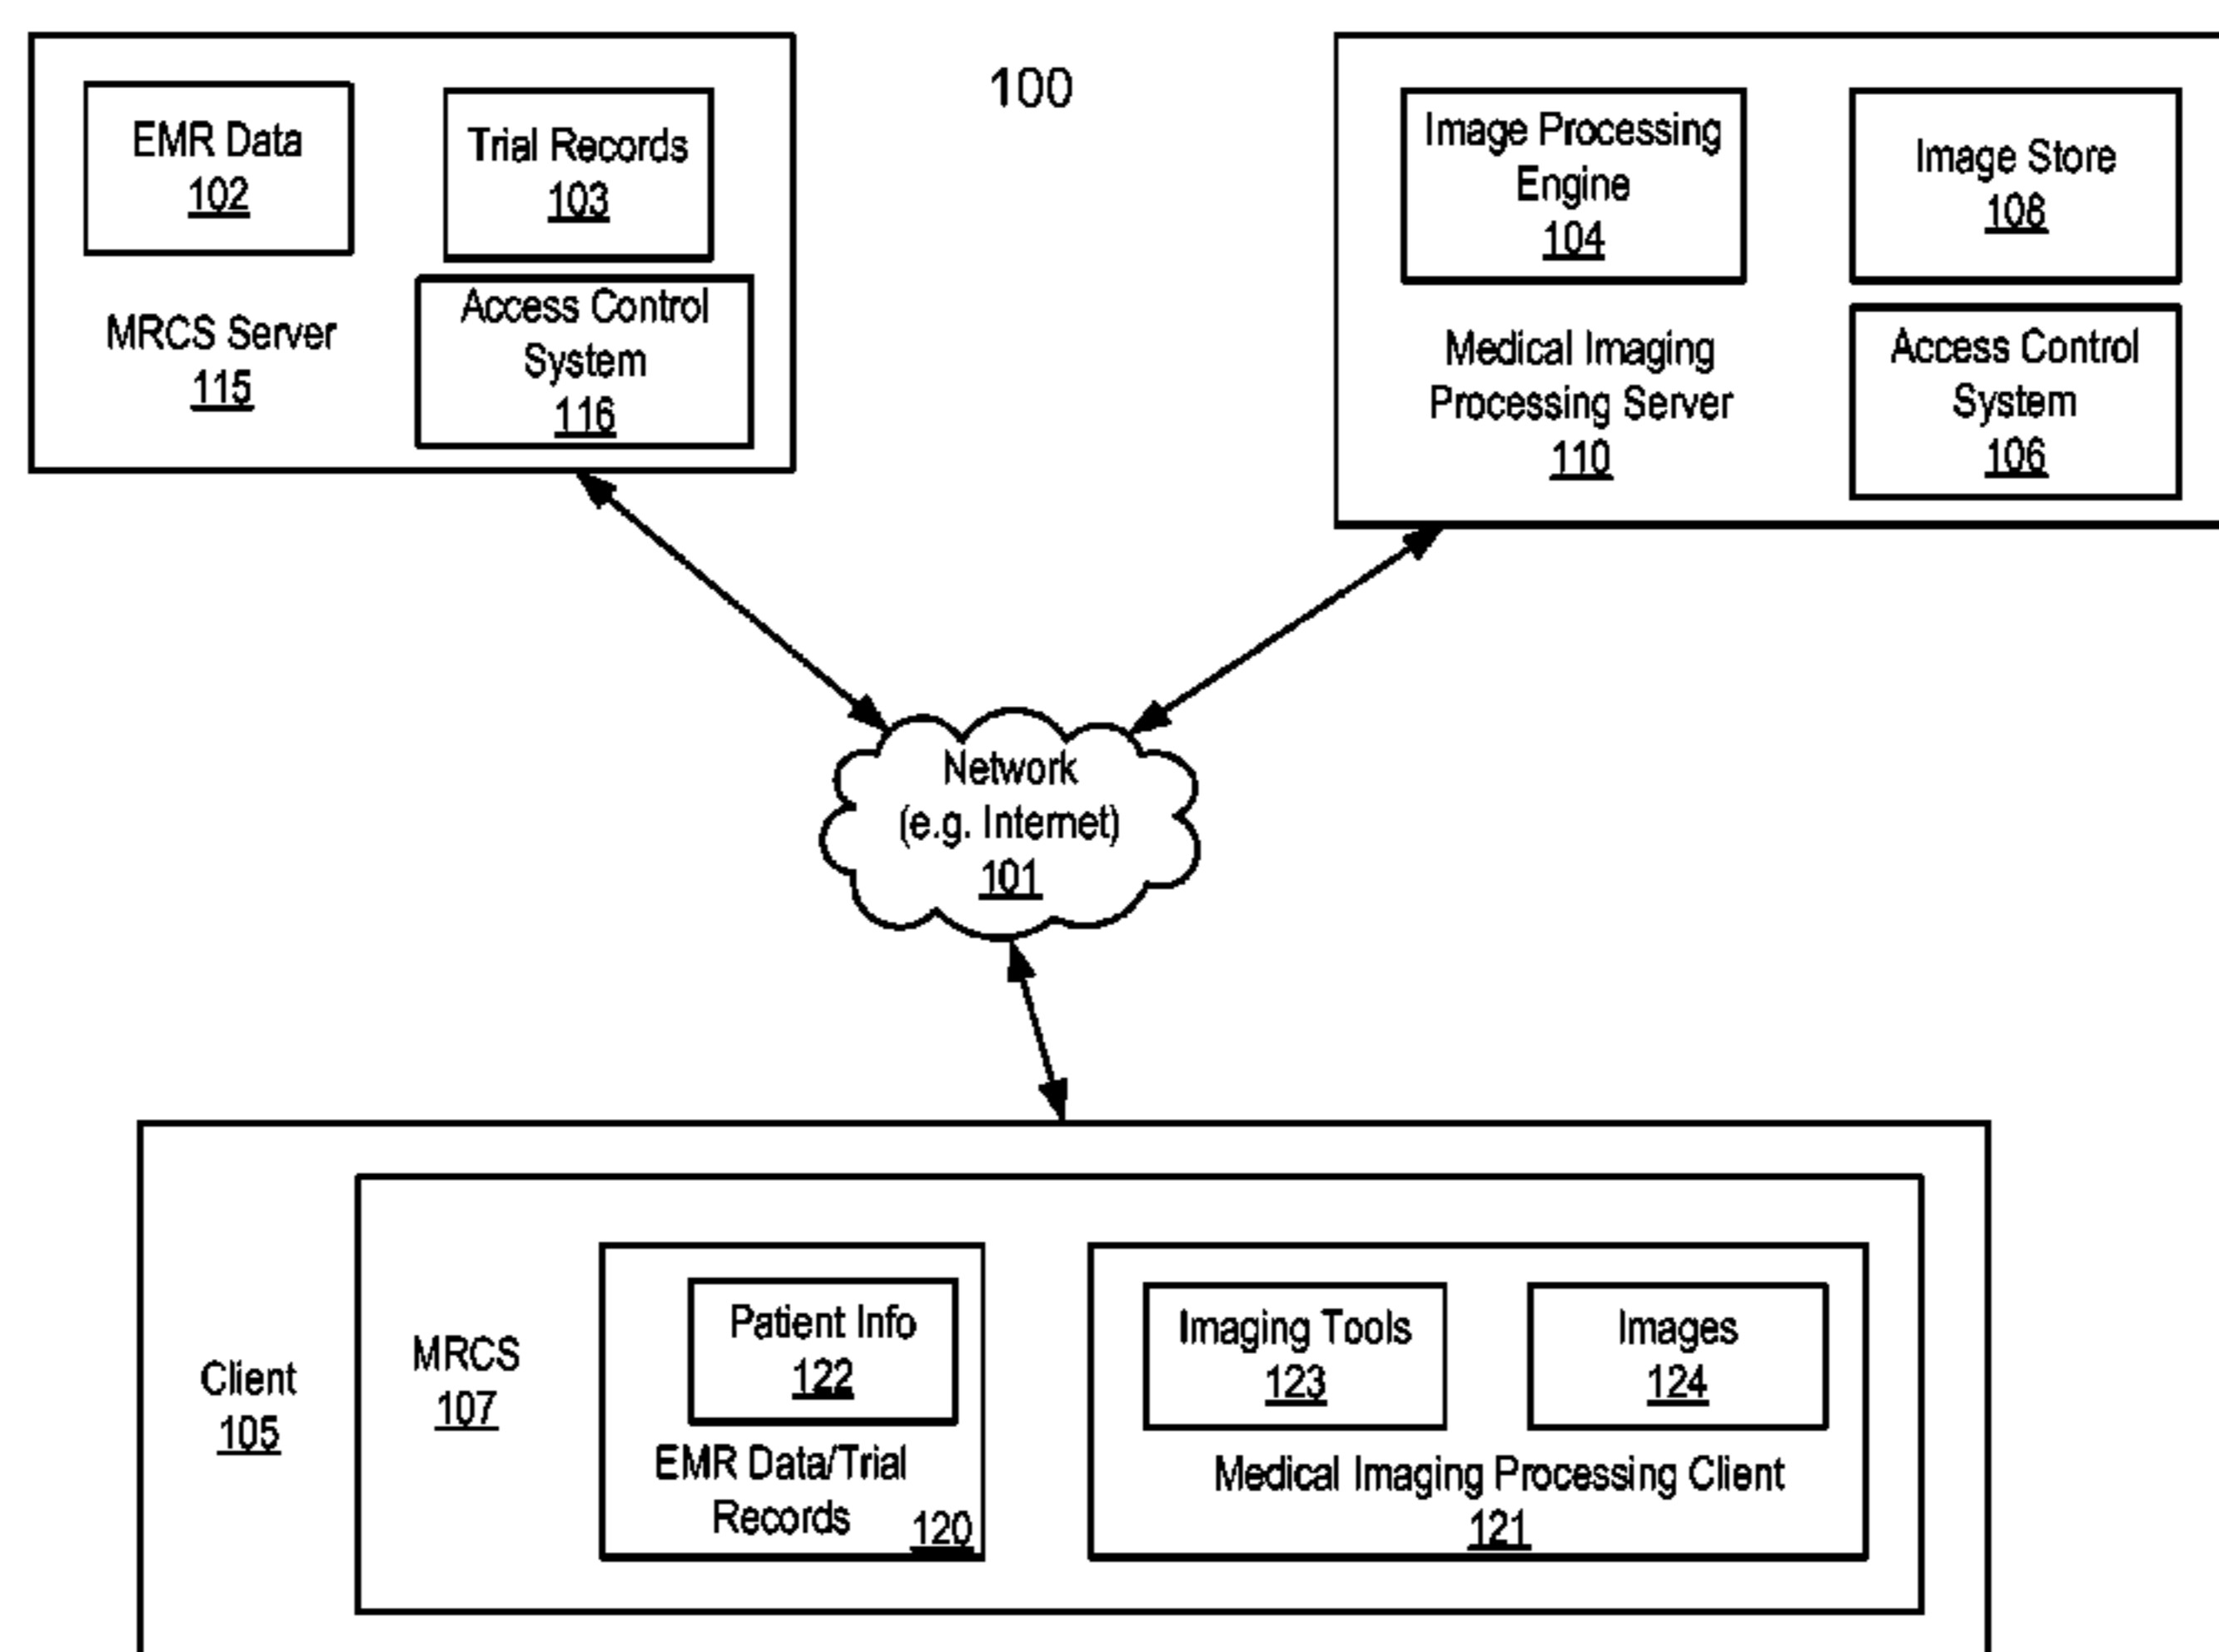 100
EMR Data
102
Trial Records
103
MRCS Server
115
Access Control
System
116
Image Processing
Engine
104
Image Store
108
Medical Imaging
Processing Server
110
Access Control
System
106
Network
(e.g. Internet)
101
Client
105
MRCS
107
Patient Info
122
EMR Data/Trial
Records
120
Imaging Tools
123
Images
124
Medical Imaging Processing Client
121